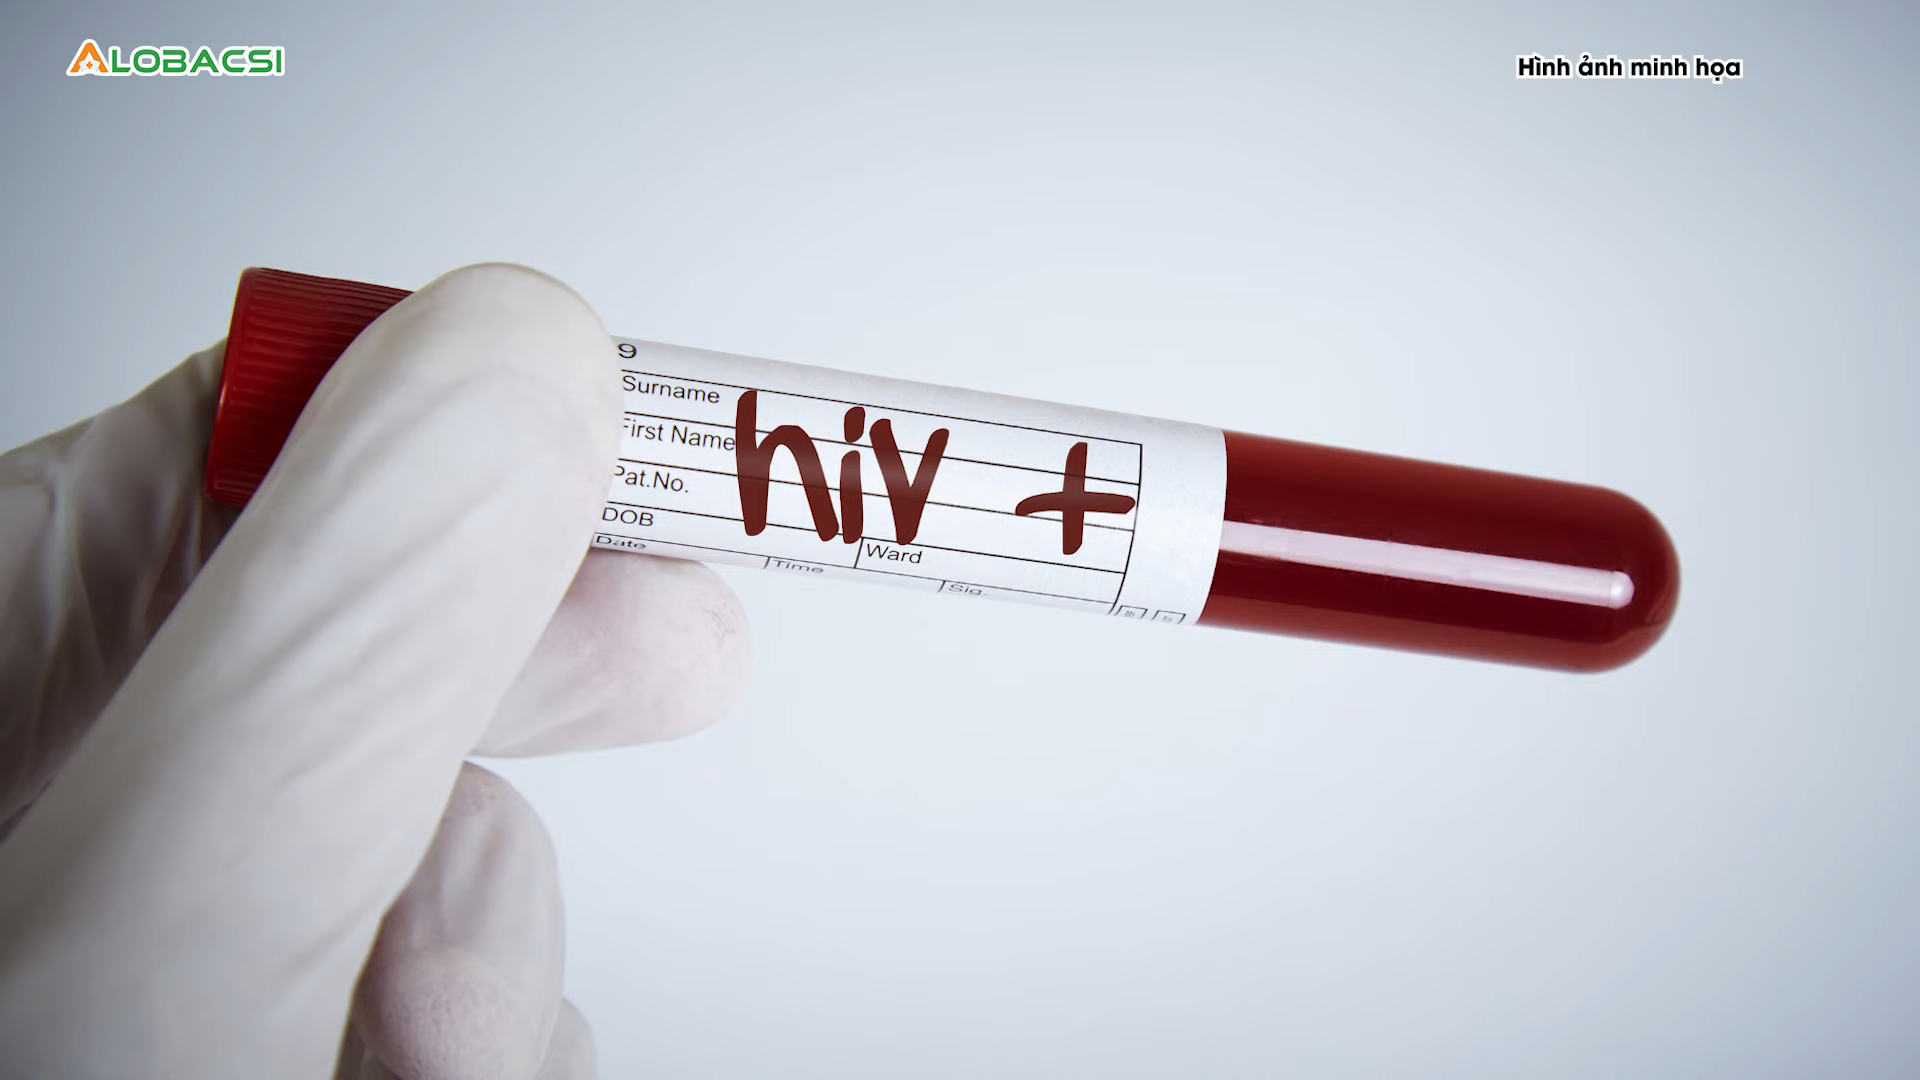 ALOBACSI
Hình ảnh minh họa
9
Surname
First Name
hiv +
Pat.No.
DOB
Ward
Date
Time
Sig.